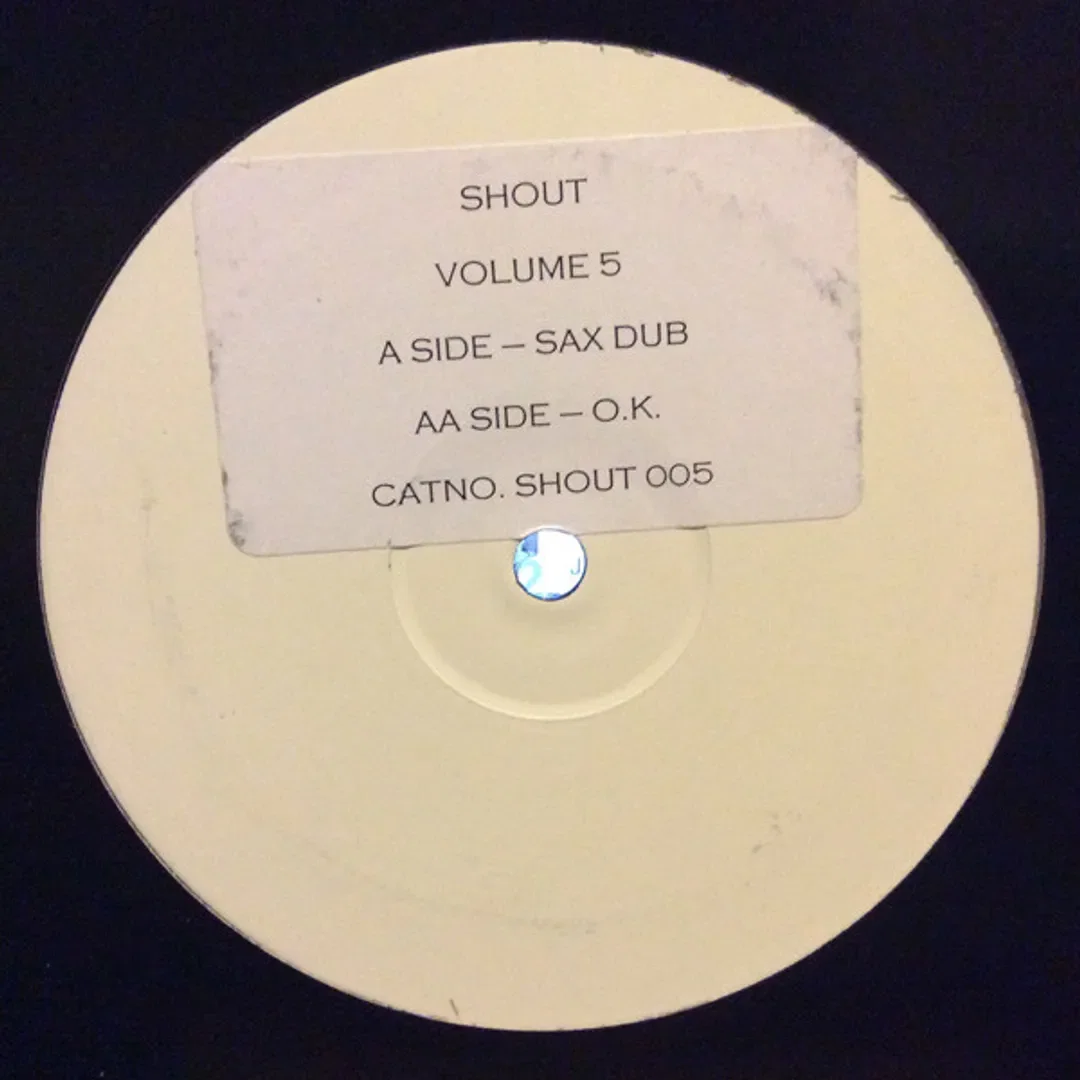 SHOUT
VOLUME 5
A SIDE – SAX DUB
AA SIDE – O.K.
CATNO. SHOUT 005